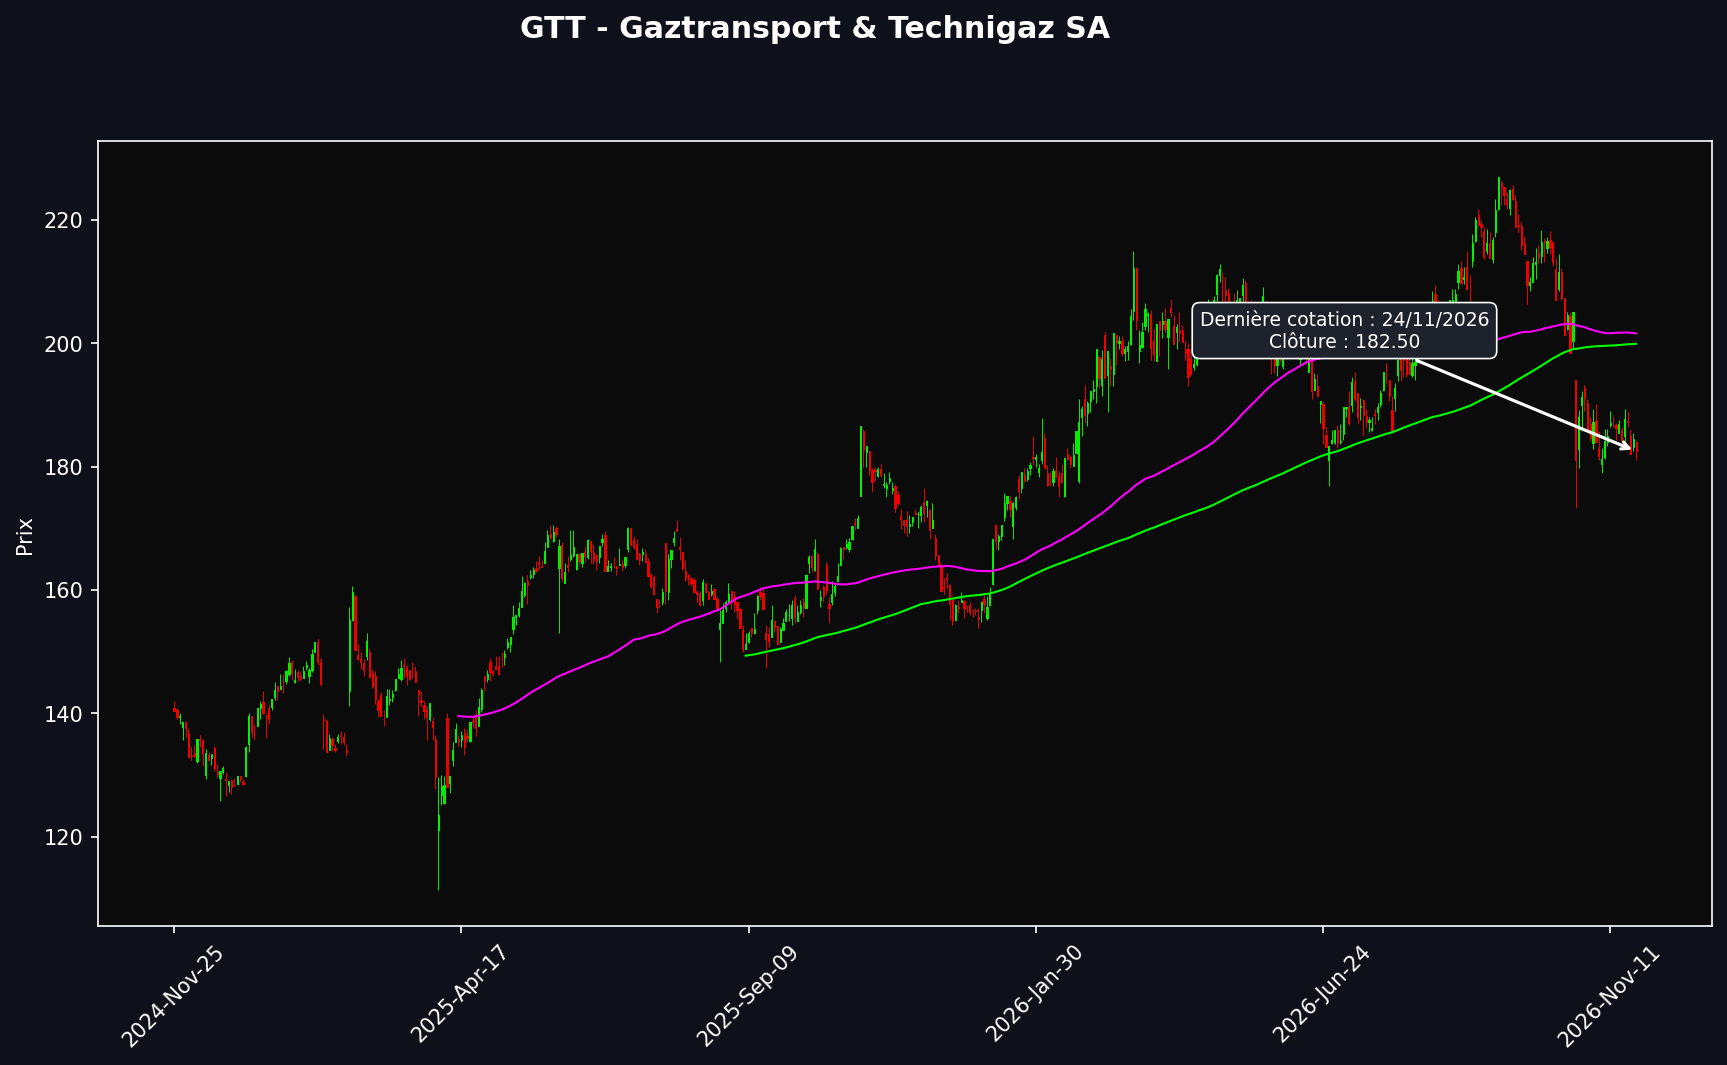 GTT - Gaztransport & Technigaz SA
Prix
220
200
180
160
140
120
Dernière cotation : 24/11/2026
Clôture : 182.50
2024-Nov-25
2025-Apr-17
2025-Sep-09
2026-Jan-30
2026-Jun-24
2026-Nov-11